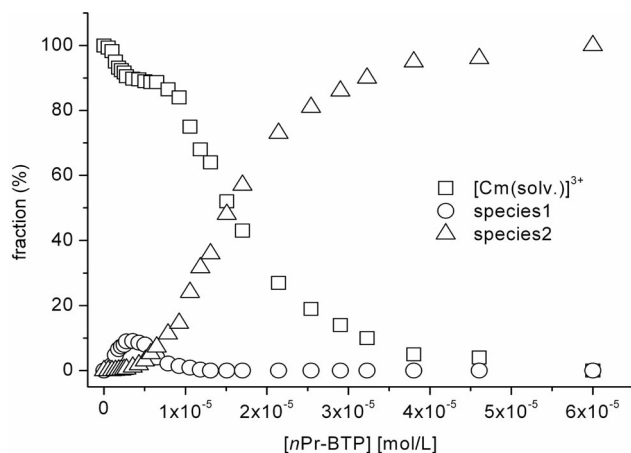 fraction (%)
100
80
60
40
20
0
[Cm(solv.)]³⁺
species1
species2
0 1x10⁻⁵ 2x10⁻⁵ 3x10⁻⁵ 4x10⁻⁵ 5x10⁻⁵ 6x10⁻⁵
[nPr-BTP] [mol/L]